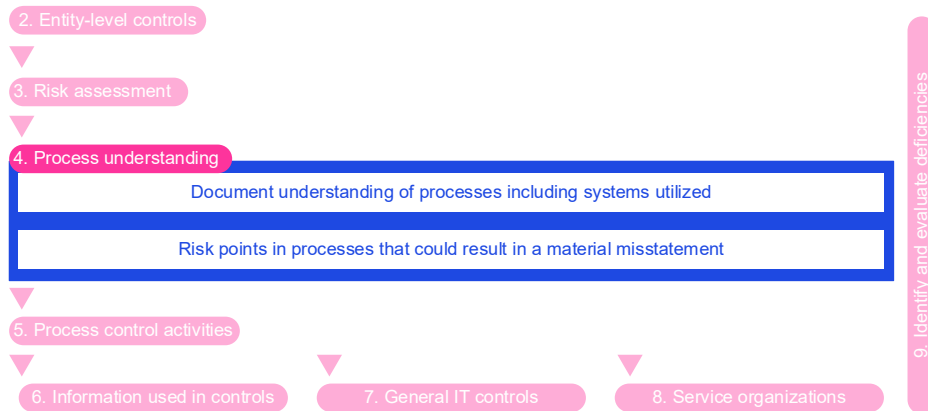 2. Entity-level controls
3. Risk assessment
4. Process understanding
Document understanding of processes including systems utilized
Risk points in processes that could result in a material misstatement
5. Process control activities
6. Information used in controls
7. General IT controls
8. Service organizations
9. Identify and evaluate deficiencies